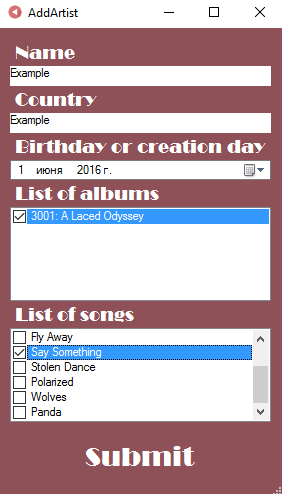 AddArtist
Name
Example
Country
Example
Birthday or creation day
1 июня 2016 г.
List of albums
3001: A Laced Odyssey
List of songs
Fly Away
Say Something
Stolen Dance
Polarized
Wolves
Panda
Submit